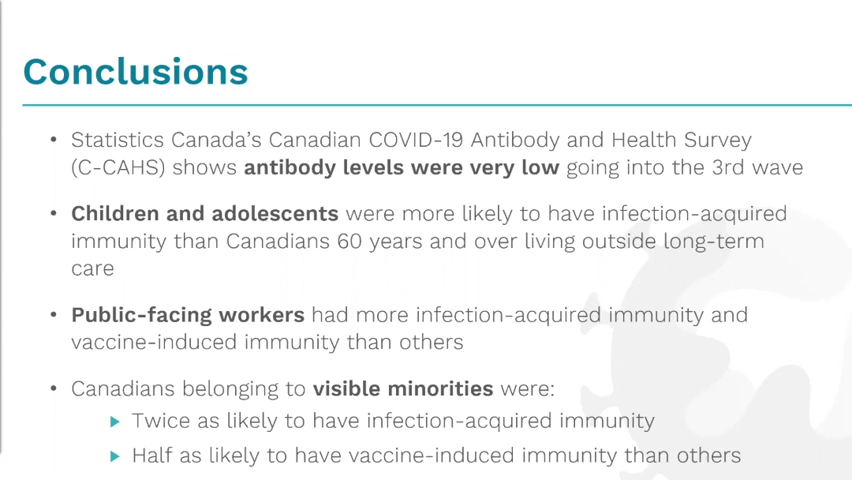 Conclusions
• Statistics Canada's Canadian COVID-19 Antibody and Health Survey
(C-CAHS) shows antibody levels were very low going into the 3rd wave
• Children and adolescents were more likely to have infection-acquired
immunity than Canadians 60 years and over living outside long-term
care
• Public-facing workers had more infection-acquired immunity and
vaccine-induced immunity than others
• Canadians belonging to visible minorities were:
▶ Twice as likely to have infection-acquired immunity
▶ Half as likely to have vaccine-induced immunity than others